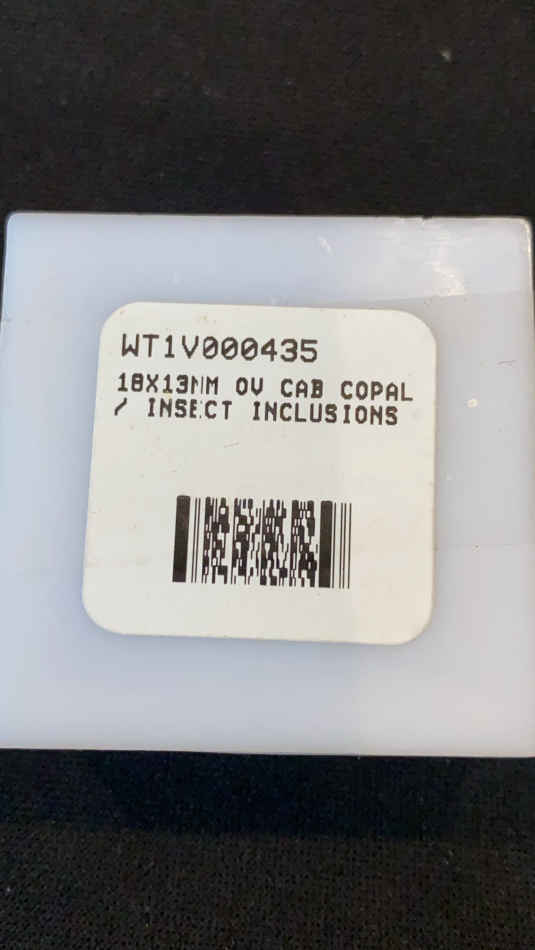 WT1V000435
18X13MM OV CAB COPAL
/ INSECT INCLUSIONS